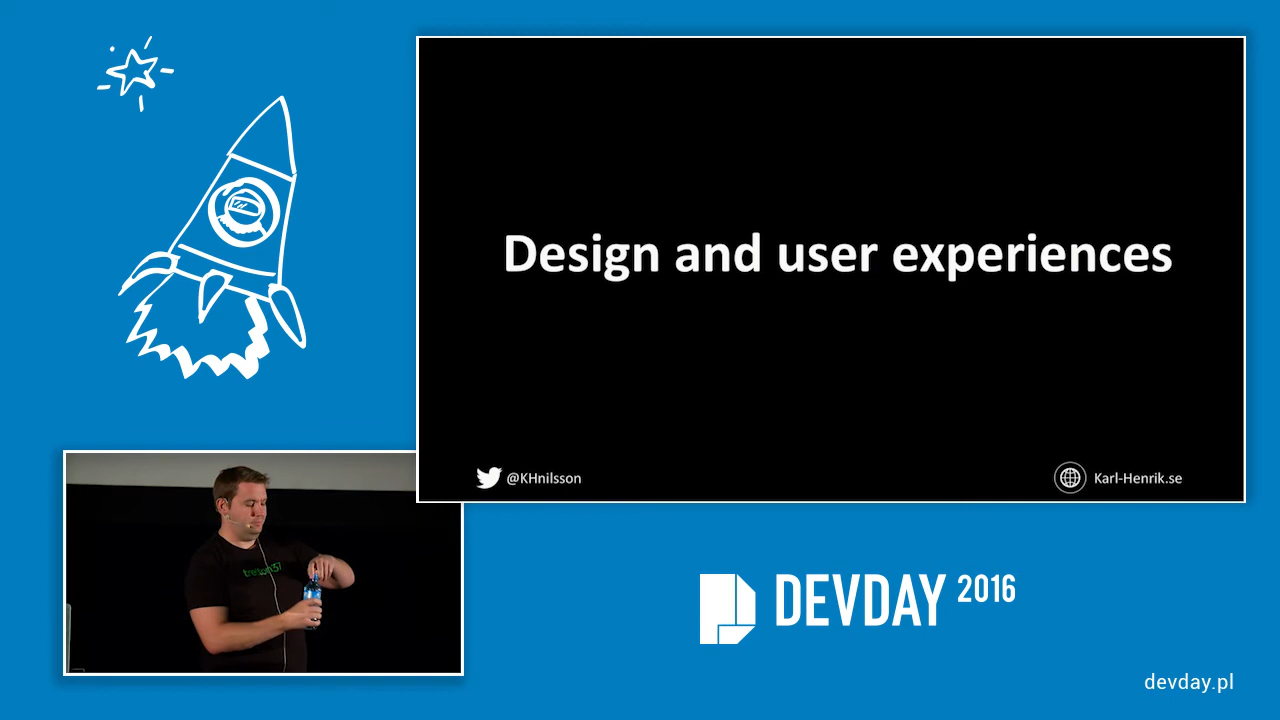 Design and user experiences
@KHnilsson
Karl-Henrik.se
DEVDAY 2016
devday.pl